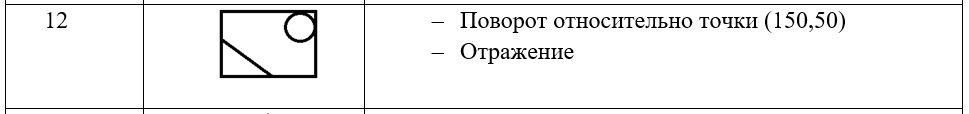 12
– Поворот относительно точки (150,50)
– Отражение